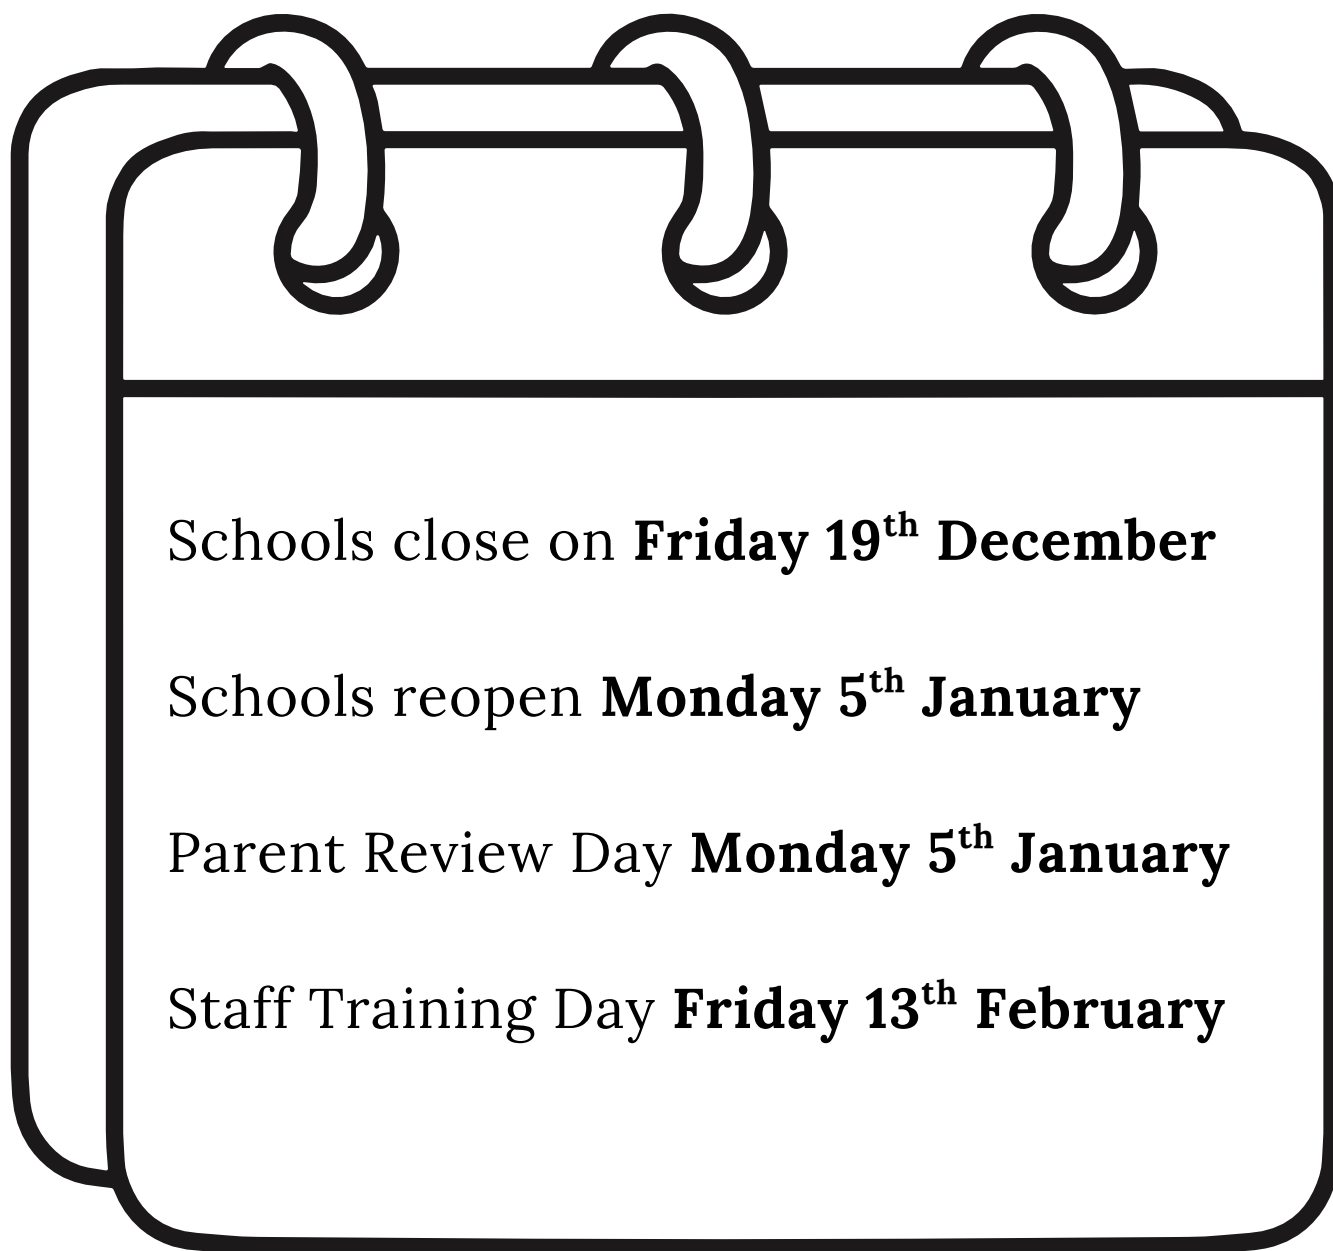 Schools close on Friday 19th December
Schools reopen Monday 5th January
Parent Review Day Monday 5th January
Staff Training Day Friday 13th February